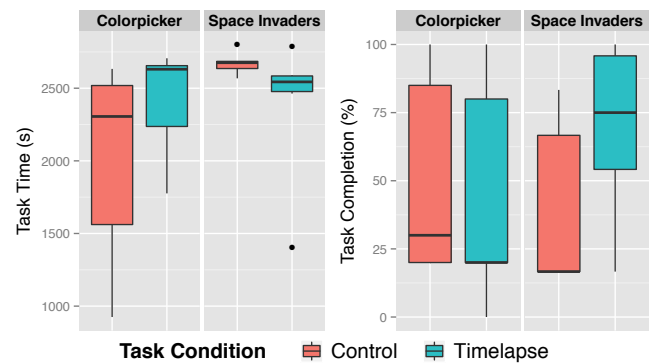 Colorpicker Space Invaders
Task Time (s)
2500
2000
1500
1000
Colorpicker Space Invaders
Task Completion (%)
100
75
50
25
0
Task Condition Control Timelapse